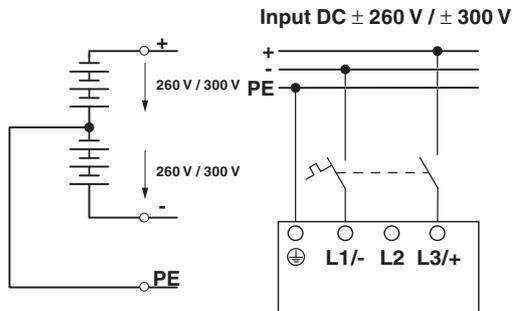 Input DC ± 260 V / ± 300 V
+
260 V / 300 V
260 V / 300 V
-
PE
+
-
PE
L1/- L2 L3/+